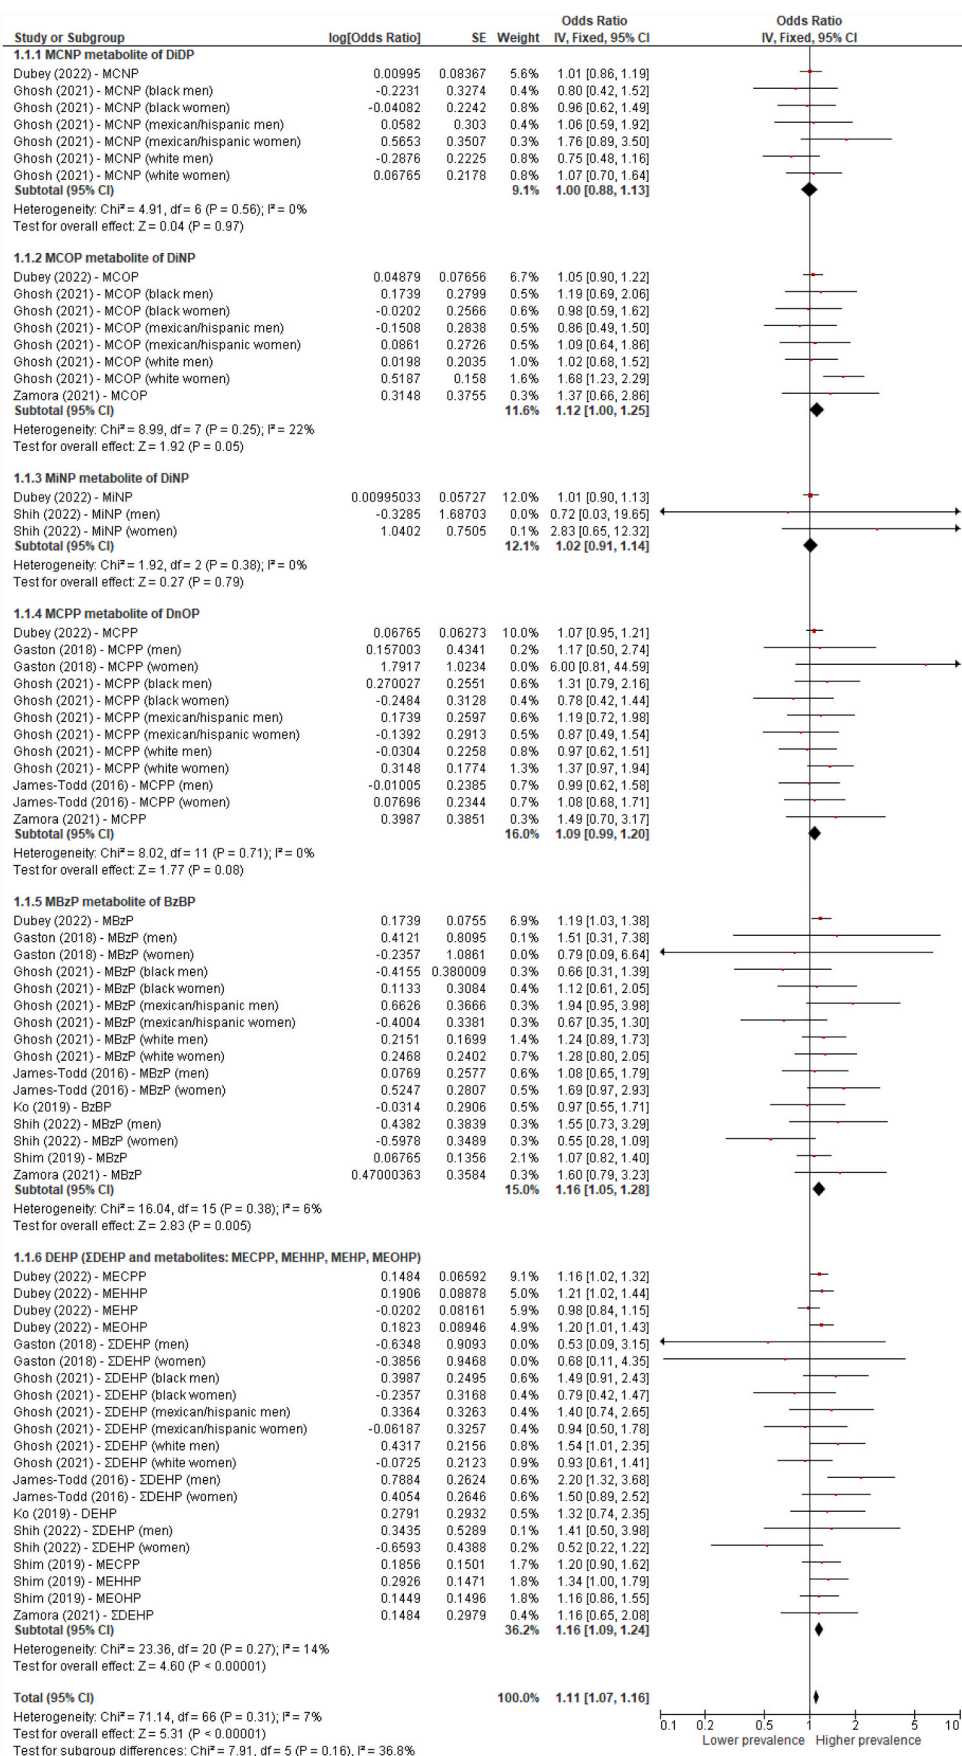 Odds Ratio Odds Ratio
Study or Subgroup log[Odds Ratio] SE Weight IV, Fixed, 95% CI IV, Fixed, 95% CI
1.1.1 MCNP metabolite of DiDP
Dubey (2022) - MCNP 0.00995 0.08367 5.6% 1.01 [0.86, 1.19]
Ghosh (2021) - MCNP (black men) -0.2231 0.3274 0.4% 0.80 [0.42, 1.52]
Ghosh (2021) - MCNP (black women) -0.04082 0.2242 0.8% 0.96 [0.62, 1.49]
Ghosh (2021) - MCNP (mexican/hispanic men) 0.0582 0.303 0.4% 1.06 [0.59, 1.92]
Ghosh (2021) - MCNP (mexican/hispanic women) 0.5653 0.3507 0.3% 1.76 [0.89, 3.50]
Ghosh (2021) - MCNP (white men) -0.2876 0.2225 0.8% 0.75 [0.48, 1.16]
Ghosh (2021) - MCNP (white women) 0.06765 0.2178 0.8% 1.07 [0.70, 1.64]
Subtotal (95% CI) 9.1% 1.00 [0.88, 1.13]
Heterogeneity: Chi² = 4.91, df = 6 (P = 0.56); I² = 0%
Test for overall effect: Z = 0.04 (P = 0.97)
1.1.2 MCOP metabolite of DiNP
Dubey (2022) - MCOP 0.04879 0.07656 6.7% 1.05 [0.90, 1.22]
Ghosh (2021) - MCOP (black men) 0.1739 0.2799 0.5% 1.19 [0.69, 2.06]
Ghosh (2021) - MCOP (black women) -0.0202 0.2566 0.6% 0.98 [0.59, 1.62]
Ghosh (2021) - MCOP (mexican/hispanic men) -0.1508 0.2838 0.5% 0.86 [0.49, 1.50]
Ghosh (2021) - MCOP (mexican/hispanic women) 0.0861 0.2726 0.5% 1.09 [0.64, 1.86]
Ghosh (2021) - MCOP (white men) 0.0198 0.2035 1.0% 1.02 [0.68, 1.52]
Ghosh (2021) - MCOP (white women) 0.5187 0.158 1.6% 1.68 [1.23, 2.29]
Zamora (2021) - MCOP 0.3148 0.3755 0.3% 1.37 [0.66, 2.86]
Subtotal (95% CI) 11.6% 1.12 [1.00, 1.25]
Heterogeneity: Chi² = 8.99, df = 7 (P = 0.25); I² = 22%
Test for overall effect: Z = 1.92 (P = 0.05)
1.1.3 MiNP metabolite of DiNP
Dubey (2022) - MiNP 0.00995033 0.05727 12.0% 1.01 [0.90, 1.13]
Shih (2022) - MiNP (men) -0.3285 1.68703 0.0% 0.72 [0.03, 19.65]
Shih (2022) - MiNP (women) 1.0402 0.7505 0.1% 2.83 [0.65, 12.32]
Subtotal (95% CI) 12.1% 1.02 [0.91, 1.14]
Heterogeneity: Chi² = 1.92, df = 2 (P = 0.38); I² = 0%
Test for overall effect: Z = 0.27 (P = 0.79)
1.1.4 MCPP metabolite of DnOP
Dubey (2022) - MCPP 0.06765 0.06273 10.0% 1.07 [0.95, 1.21]
Gaston (2018) - MCPP (men) 0.157003 0.4341 0.2% 1.17 [0.50, 2.74]
Gaston (2018) - MCPP (women) 1.7917 1.0234 0.0% 6.00 [0.81, 44.59]
Ghosh (2021) - MCPP (black men) 0.270027 0.2551 0.6% 1.31 [0.79, 2.16]
Ghosh (2021) - MCPP (black women) -0.2484 0.3128 0.4% 0.78 [0.42, 1.44]
Ghosh (2021) - MCPP (mexican/hispanic men) 0.1739 0.2597 0.6% 1.19 [0.72, 1.98]
Ghosh (2021) - MCPP (mexican/hispanic women) -0.1392 0.2913 0.5% 0.87 [0.49, 1.54]
Ghosh (2021) - MCPP (white men) -0.0304 0.2258 0.8% 0.97 [0.62, 1.51]
Ghosh (2021) - MCPP (white women) 0.3148 0.1774 1.3% 1.37 [0.97, 1.94]
James-Todd (2016) - MCPP (men) -0.01005 0.2385 0.7% 0.99 [0.62, 1.58]
James-Todd (2016) - MCPP (women) 0.07696 0.2344 0.7% 1.08 [0.68, 1.71]
Zamora (2021) - MCPP 0.3987 0.3851 0.3% 1.49 [0.70, 3.17]
Subtotal (95% CI) 16.0% 1.09 [0.99, 1.20]
Heterogeneity: Chi² = 8.02, df = 11 (P = 0.71); I² = 0%
Test for overall effect: Z = 1.77 (P = 0.08)
1.1.5 MBzP metabolite of BzBP
Dubey (2022) - MBzP 0.1739 0.0755 6.9% 1.19 [1.03, 1.38]
Gaston (2018) - MBzP (men) 0.4121 0.8095 0.1% 1.51 [0.31, 7.38]
Gaston (2018) - MBzP (women) -0.2357 1.0861 0.0% 0.79 [0.09, 6.64]
Ghosh (2021) - MBzP (black men) -0.4155 0.380009 0.3% 0.66 [0.31, 1.39]
Ghosh (2021) - MBzP (black women) 0.1133 0.3084 0.4% 1.12 [0.61, 2.05]
Ghosh (2021) - MBzP (mexican/hispanic men) 0.6626 0.3666 0.3% 1.94 [0.95, 3.98]
Ghosh (2021) - MBzP (mexican/hispanic women) -0.4004 0.3381 0.3% 0.67 [0.35, 1.30]
Ghosh (2021) - MBzP (white men) 0.2151 0.1699 1.4% 1.24 [0.89, 1.73]
Ghosh (2021) - MBzP (white women) 0.2468 0.2402 0.7% 1.28 [0.80, 2.05]
James-Todd (2016) - MBzP (men) 0.0769 0.2577 0.6% 1.08 [0.65, 1.79]
James-Todd (2016) - MBzP (women) 0.5247 0.2807 0.5% 1.69 [0.97, 2.93]
Ko (2019) - BzBP -0.0314 0.2906 0.5% 0.97 [0.55, 1.71]
Shih (2022) - MBzP (men) 0.4382 0.3839 0.3% 1.55 [0.73, 3.29]
Shih (2022) - MBzP (women) -0.5978 0.3489 0.3% 0.55 [0.28, 1.09]
Shim (2019) - MBzP 0.06765 0.1356 2.1% 1.07 [0.82, 1.40]
Zamora (2021) - MBzP 0.47000363 0.3584 0.3% 1.60 [0.79, 3.23]
Subtotal (95% CI) 15.0% 1.16 [1.05, 1.28]
Heterogeneity: Chi² = 16.04, df = 15 (P = 0.38); I² = 6%
Test for overall effect: Z = 2.83 (P = 0.005)
1.1.6 DEHP (ΣDEHP and metabolites: MECPP, MEHHP, MEHP, MEOHP)
Dubey (2022) - MECPP 0.1484 0.06592 9.1% 1.16 [1.02, 1.32]
Dubey (2022) - MEHHP 0.1906 0.08878 5.0% 1.21 [1.02, 1.44]
Dubey (2022) - MEHP -0.0202 0.08161 5.9% 0.98 [0.84, 1.15]
Dubey (2022) - MEOHP 0.1823 0.08946 4.9% 1.20 [1.01, 1.43]
Gaston (2018) - ΣDEHP (men) -0.6348 0.9093 0.0% 0.53 [0.09, 3.15]
Gaston (2018) - ΣDEHP (women) -0.3856 0.9468 0.0% 0.68 [0.11, 4.35]
Ghosh (2021) - ΣDEHP (black men) 0.3987 0.2495 0.6% 1.49 [0.91, 2.43]
Ghosh (2021) - ΣDEHP (black women) -0.2357 0.3168 0.4% 0.79 [0.42, 1.47]
Ghosh (2021) - ΣDEHP (mexican/hispanic men) 0.3364 0.3263 0.4% 1.40 [0.74, 2.65]
Ghosh (2021) - ΣDEHP (mexican/hispanic women) -0.06187 0.3257 0.4% 0.94 [0.50, 1.78]
Ghosh (2021) - ΣDEHP (white men) 0.4317 0.2156 0.8% 1.54 [1.01, 2.35]
Ghosh (2021) - ΣDEHP (white women) -0.0725 0.2123 0.9% 0.93 [0.61, 1.41]
James-Todd (2016) - ΣDEHP (men) 0.7884 0.2624 0.6% 2.20 [1.32, 3.68]
James-Todd (2016) - ΣDEHP (women) 0.4054 0.2646 0.6% 1.50 [0.89, 2.52]
Ko (2019) - DEHP 0.2791 0.2932 0.5% 1.32 [0.74, 2.35]
Shih (2022) - ΣDEHP (men) 0.3435 0.5289 0.1% 1.41 [0.50, 3.98]
Shih (2022) - ΣDEHP (women) -0.6593 0.4388 0.2% 0.52 [0.22, 1.22]
Shim (2019) - MECPP 0.1856 0.1501 1.7% 1.20 [0.90, 1.62]
Shim (2019) - MEHHP 0.2926 0.1471 1.8% 1.34 [1.00, 1.79]
Shim (2019) - MEOHP 0.1449 0.1496 1.8% 1.16 [0.86, 1.55]
Zamora (2021) - ΣDEHP 0.1484 0.2979 0.4% 1.16 [0.65, 2.08]
Subtotal (95% CI) 36.2% 1.16 [1.09, 1.24]
Heterogeneity: Chi² = 23.36, df = 20 (P = 0.27); I² = 14%
Test for overall effect: Z = 4.60 (P < 0.00001)
Total (95% CI) 100.0% 1.11 [1.07, 1.16]
Heterogeneity: Chi² = 71.14, df = 66 (P = 0.31); I² = 7%
Test for overall effect: Z = 5.31 (P < 0.00001)
Test for subgroup differences: Chi² = 7.91, df = 5 (P = 0.16), I² = 36.8%
0.1 0.2 0.5 1 2 5 10
Lower prevalence Higher prevalence